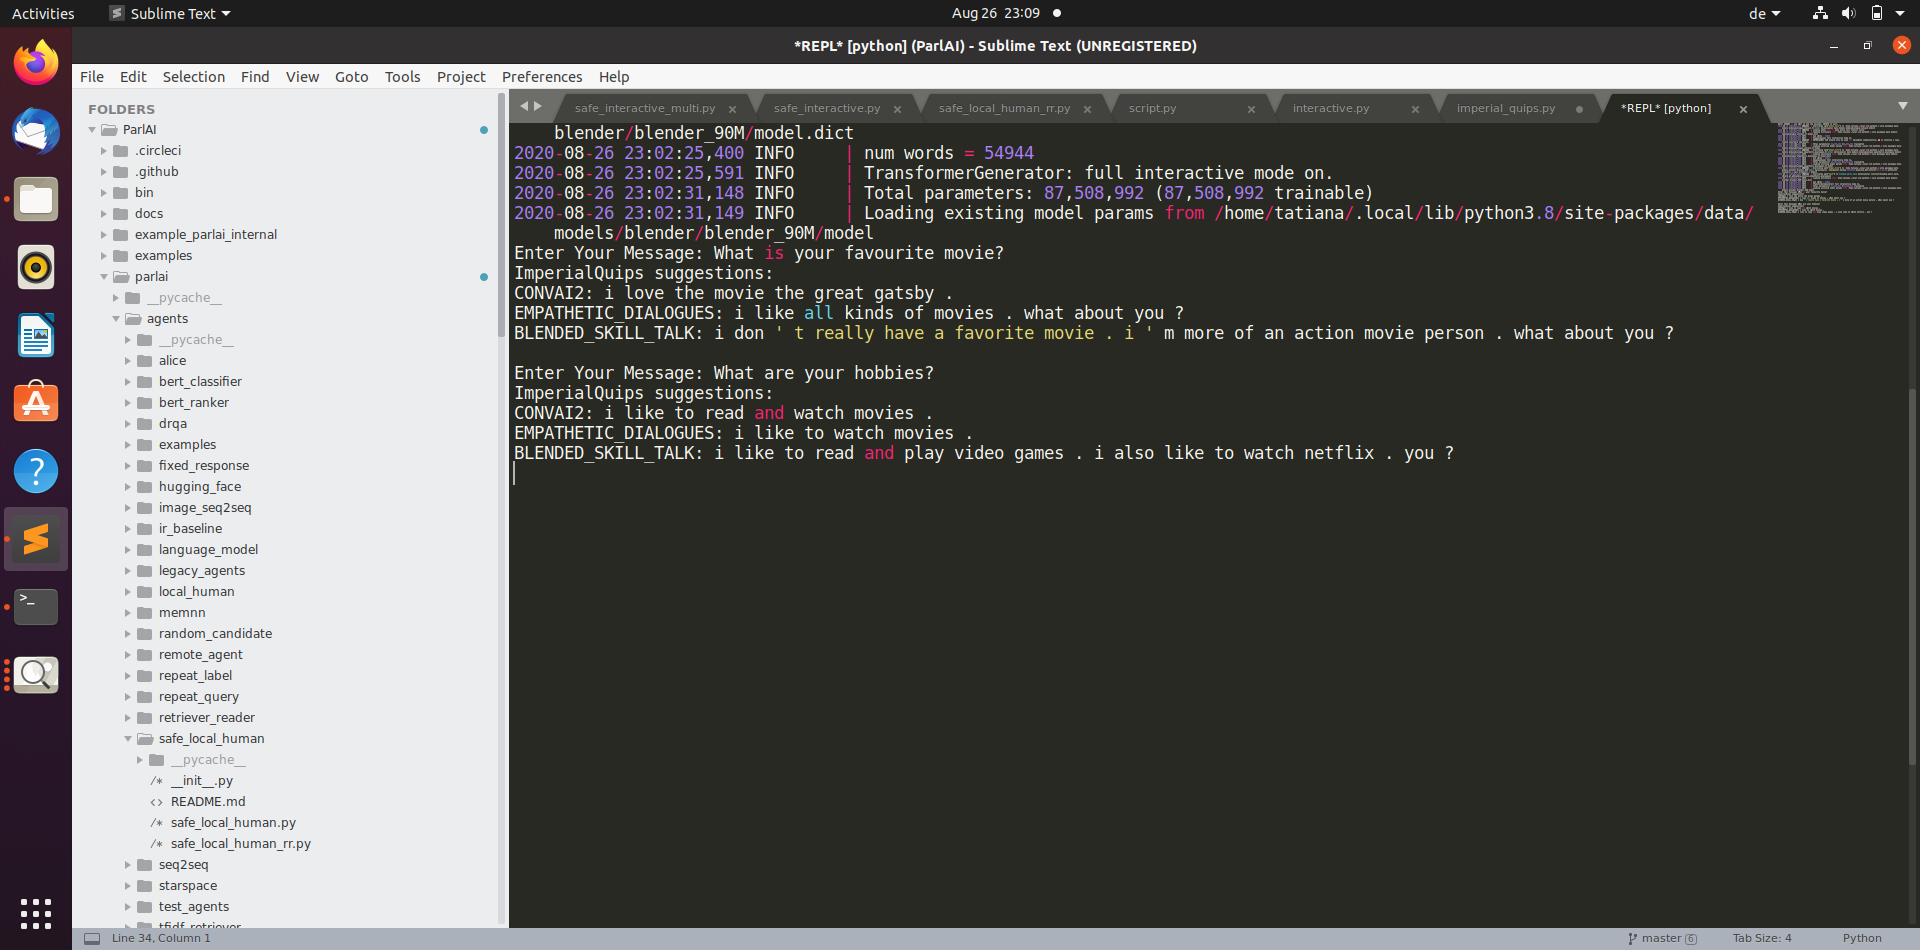 Activities
Sublime Text
Aug 26 23:09
de
*REPL* [python] (ParlAI) - Sublime Text (UNREGISTERED)
File Edit Selection Find View Goto Tools Project Preferences Help
FOLDERS
ParlAI
.circleci
.github
bin
docs
example_parlai_internal
examples
parlai
__pycache__
agents
__pycache__
alice
bert_classifier
bert_ranker
drqa
examples
fixed_response
hugging_face
image_seq2seq
ir_baseline
language_model
legacy_agents
local_human
memnn
random_candidate
remote_agent
repeat_label
repeat_query
retriever_reader
safe_local_human
__pycache__
/* __init__.py
<> README.md
/* safe_local_human.py
/* safe_local_human_rr.py
seq2seq
starspace
test_agents
tfidf_retriever
safe_interactive_multi.py
safe_interactive.py
safe_local_human_rr.py
script.py
interactive.py
imperial_quips.py
*REPL* [python]
blender/blender_90M/model.dict
2020-08-26 23:02:25,400 INFO | num words = 54944
2020-08-26 23:02:25,591 INFO | TransformerGenerator: full interactive mode on.
2020-08-26 23:02:31,148 INFO | Total parameters: 87,508,992 (87,508,992 trainable)
2020-08-26 23:02:31,149 INFO | Loading existing model params from /home/tatiana/.local/lib/python3.8/site-packages/data/
models/blender/blender_90M/model
Enter Your Message: What is your favourite movie?
ImperialQuips suggestions:
CONVAI2: i love the movie the great gatsby .
EMPATHETIC_DIALOGUES: i like all kinds of movies . what about you ?
BLENDED_SKILL_TALK: i don ' t really have a favorite movie . i ' m more of an action movie person . what about you ?
Enter Your Message: What are your hobbies?
ImperialQuips suggestions:
CONVAI2: i like to read and watch movies .
EMPATHETIC_DIALOGUES: i like to watch movies .
BLENDED_SKILL_TALK: i like to read and play video games . i also like to watch netflix . you ?
Line 34, Column 1
master 6
Tab Size: 4
Python